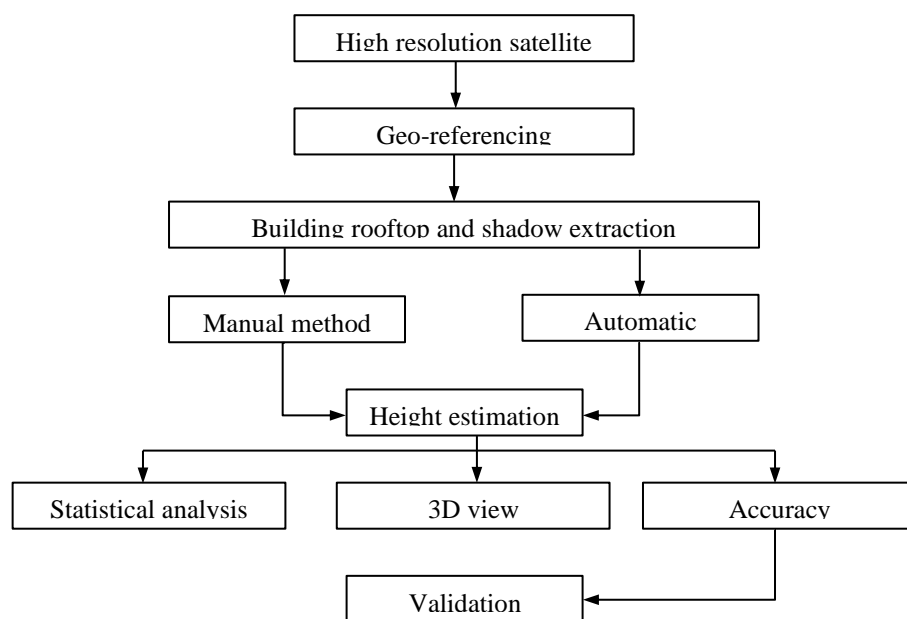 High resolution satellite
Geo-referencing
Building rooftop and shadow extraction
Manual method
Automatic
Height estimation
Statistical analysis
3D view
Accuracy
Validation